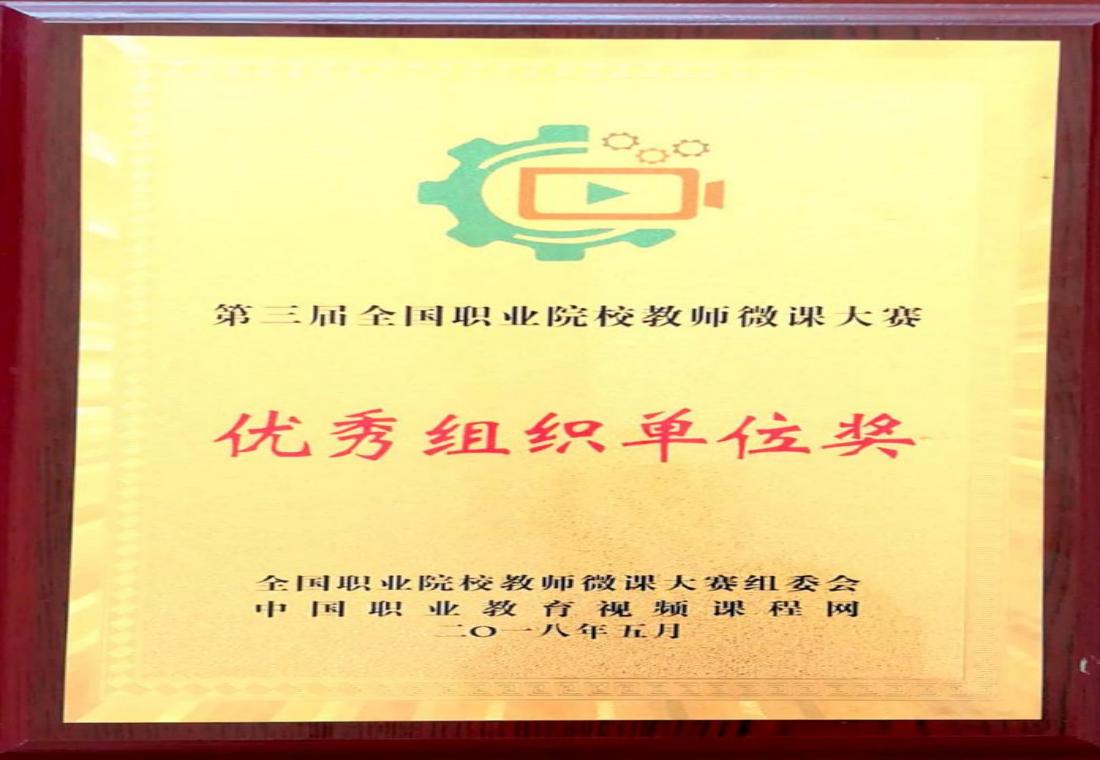 第三届全国职业院校教师微课大赛
优秀组织单位奖
全国职业院校教师微课大赛组委会
中国职业教育视频课程网
二〇一八年五月